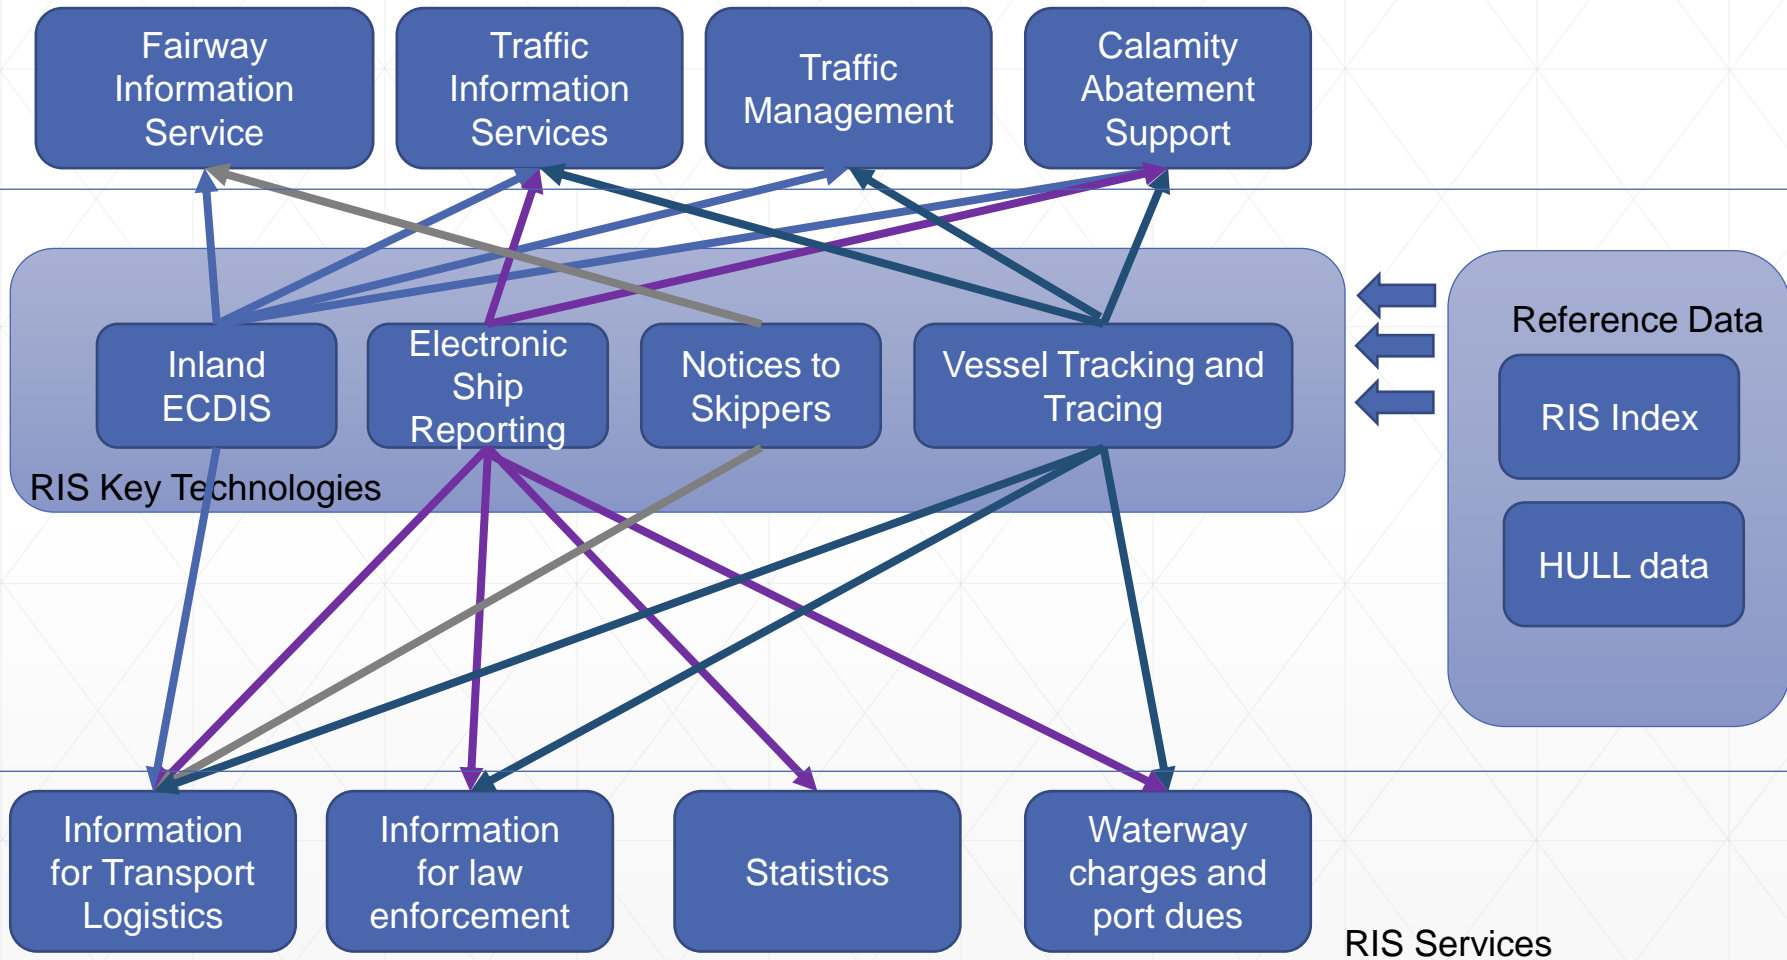 Fairway
Information
Service
Traffic
Information
Services
Traffic
Management
Calamity
Abatement
Support
Inland
ECDIS
Electronic
Ship
Reporting
Notices to
Skippers
Vessel Tracking and
Tracing
RIS Key Technologies
Reference Data
RIS Index
HULL data
Information
for Transport
Logistics
Information
for law
enforcement
Statistics
Waterway
charges and
port dues
RIS Services